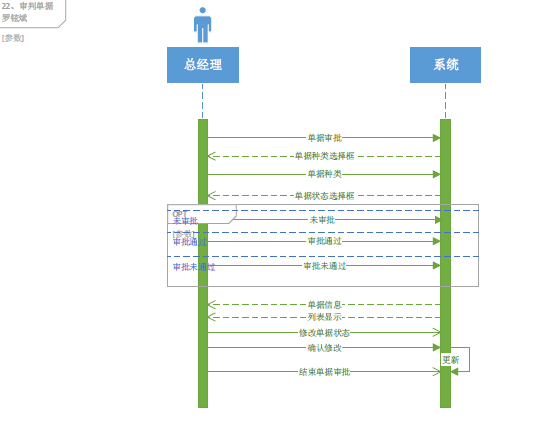 22、审判单据
罗铉斌
[参数]
总经理
系统
单据审批
单据种类选择框
单据种类
单据状态选择框
OPT
未审批
未审批
[参数]
审批通过
审批通过
审批未通过
审批未通过
单据信息
列表显示
修改单据状态
确认修改
更新
结束单据审批